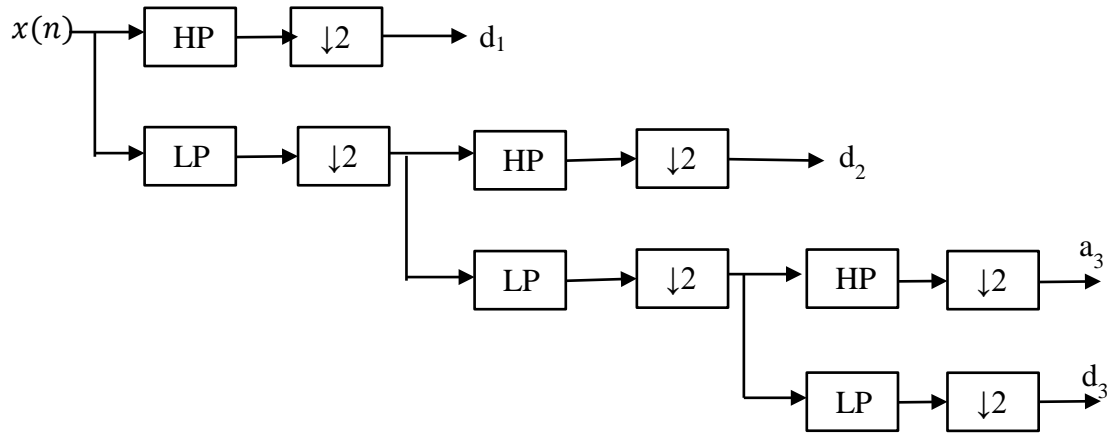 x(n) HP ↓2 d₁
LP ↓2 HP ↓2 d₂
LP ↓2 HP ↓2 a₃
LP ↓2 d₃